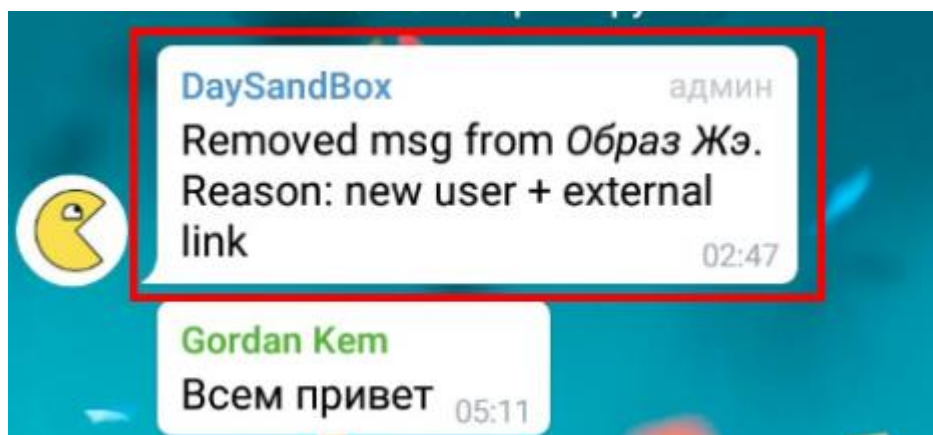 DaySandBox админ
Removed msg from Образ Жэ.
Reason: new user + external
link 02:47
Gordan Kem
Всем привет 05:11